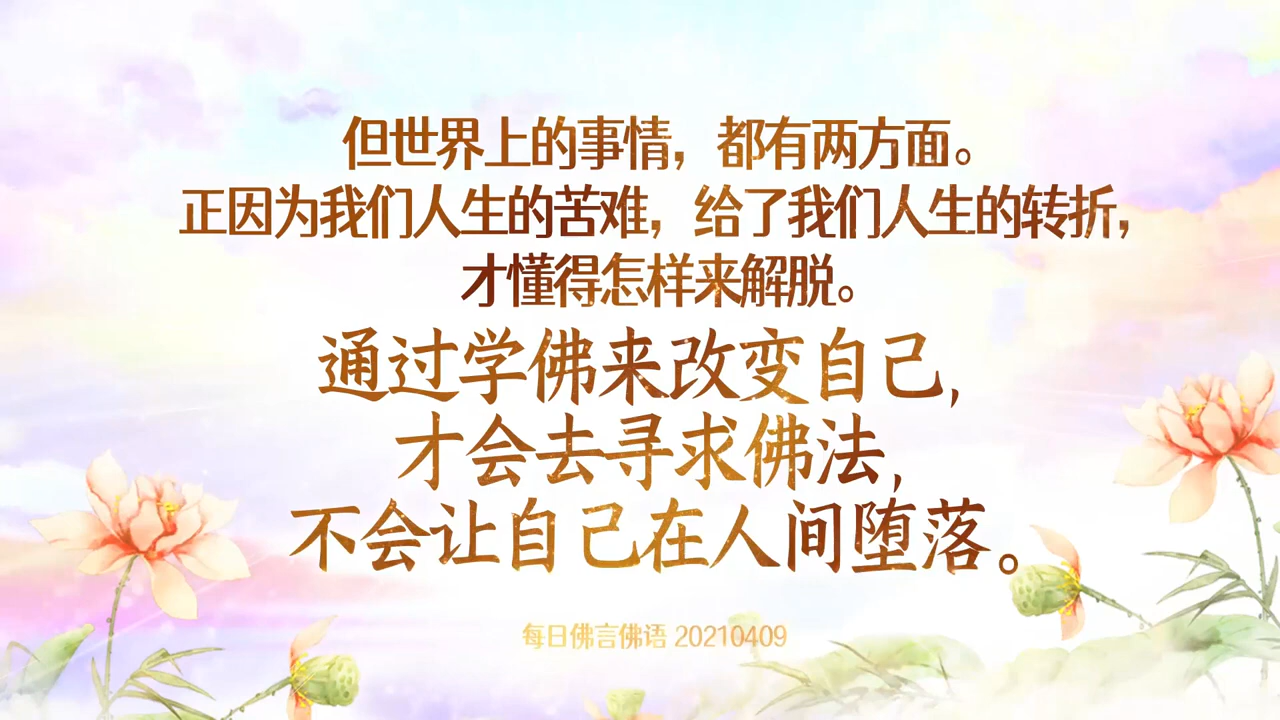 但世界上的事情，都有两方面。
正因为我们人生的苦难，给了我们人生的转折，
才懂得怎样来解脱。
通过学佛来改变自己，
才会去寻求佛法，
不会让自己在人间堕落。
每日佛言佛语 20210409